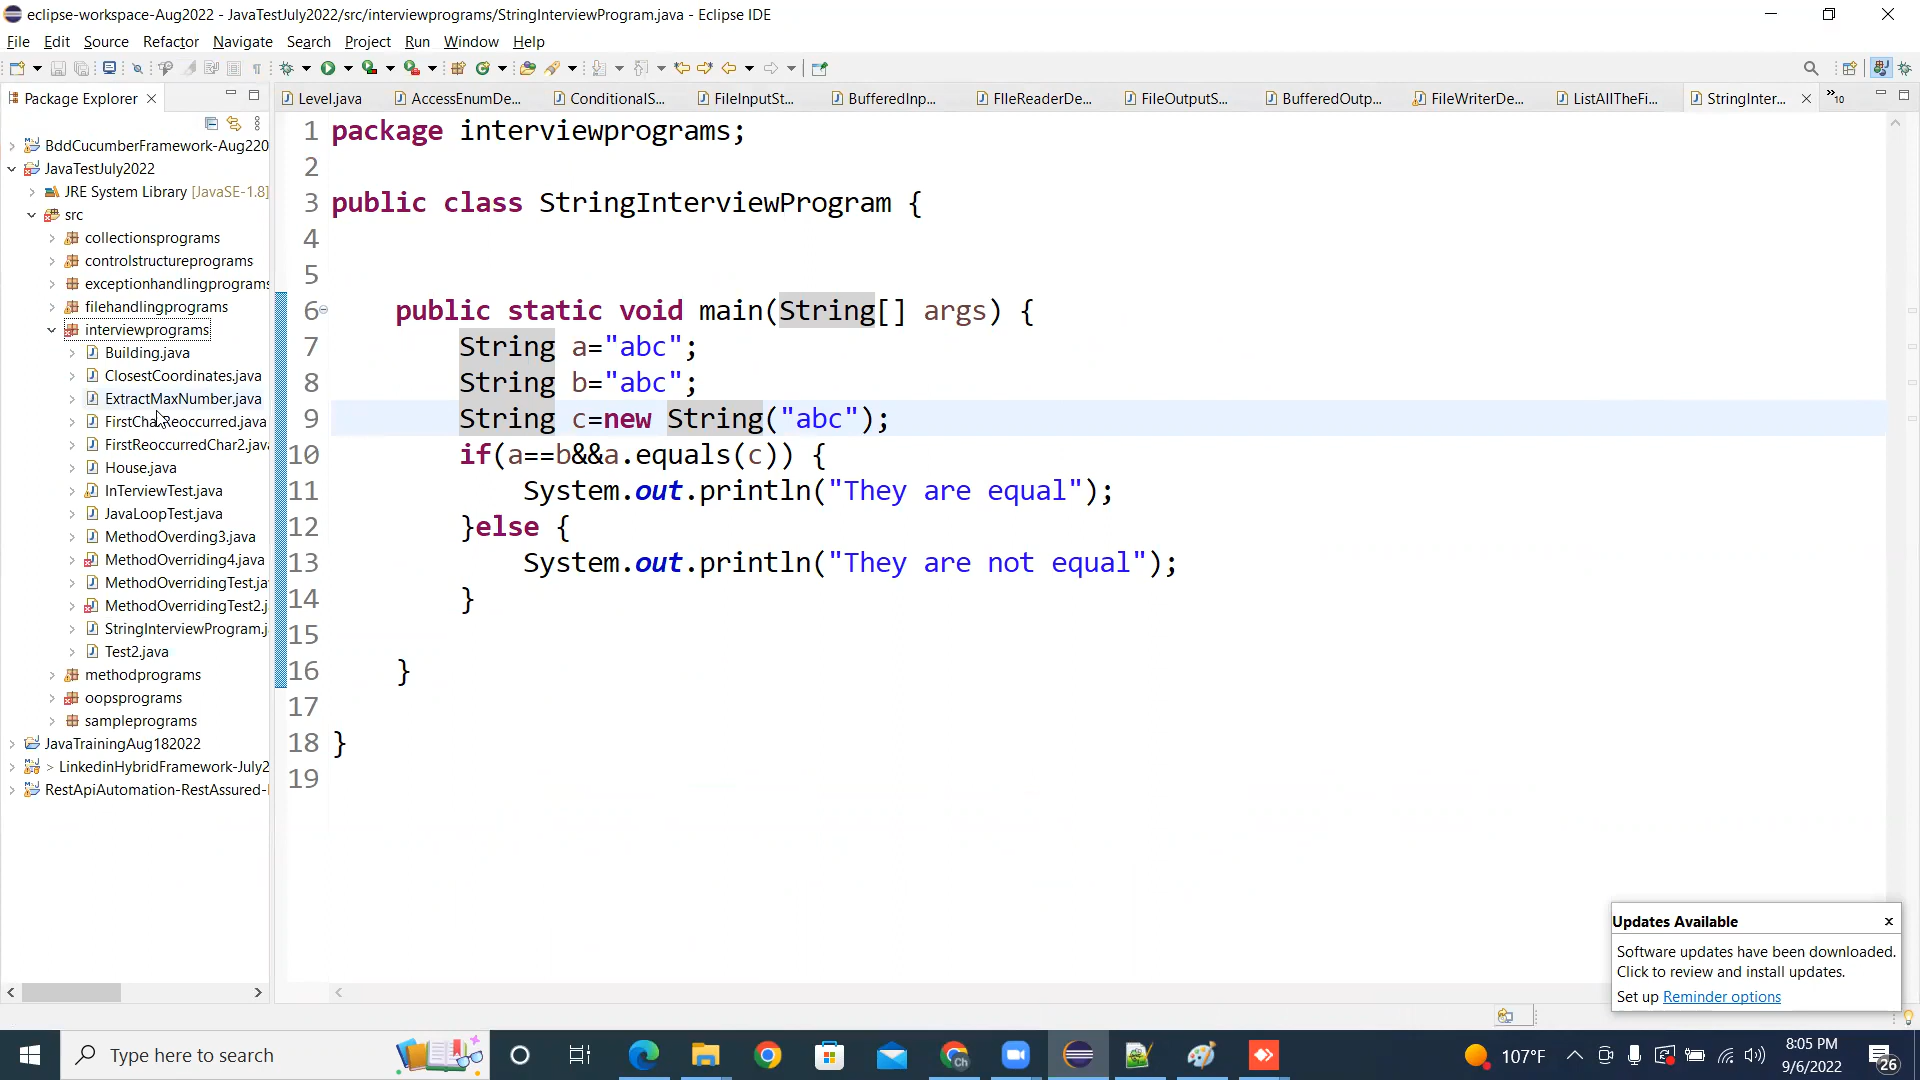 eclipse-workspace-Aug2022 - JavaTestJuly2022/src/interviewprograms/StringInterviewProgram.java - Eclipse IDE
File Edit Source Refactor Navigate Search Project Run Window Help
Package Explorer
Level.java AccessEnumDe... ConditionalS... FileInputSt... BufferedInp... FIleReaderDe... FileOutputS... BufferedOutp... FileWriterDe... ListAllTheFi... StringInter... »10
BddCucumberFramework-Aug220
JavaTestJuly2022
JRE System Library [JavaSE-1.8]
src
collectionsprograms
controlstructureprograms
exceptionhandlingprograms
filehandlingprograms
interviewprograms
Building.java
ClosestCoordinates.java
ExtractMaxNumber.java
FirstCharReoccurred.java
FirstReoccurredChar2.java
House.java
InTerviewTest.java
JavaLoopTest.java
MethodOverding3.java
MethodOverriding4.java
MethodOverridingTest.ja
MethodOverridingTest2.j
StringInterviewProgram.j
Test2.java
methodprograms
oopsprograms
sampleprograms
JavaTrainingAug182022
> LinkedinHybridFramework-July2
RestApiAutomation-RestAssured-
1 package interviewprograms;
2
3 public class StringInterviewProgram {
4
5
6 public static void main(String[] args) {
7 String a="abc";
8 String b="abc";
9 String c=new String("abc");
10 if(a==b&&a.equals(c)) {
11 System.out.println("They are equal");
12 }else {
13 System.out.println("They are not equal");
14 }
15
16 }
17
18 }
19
Updates Available
Software updates have been downloaded.
Click to review and install updates.
Set up Reminder options
Type here to search
107°F
8:05 PM
9/6/2022
26